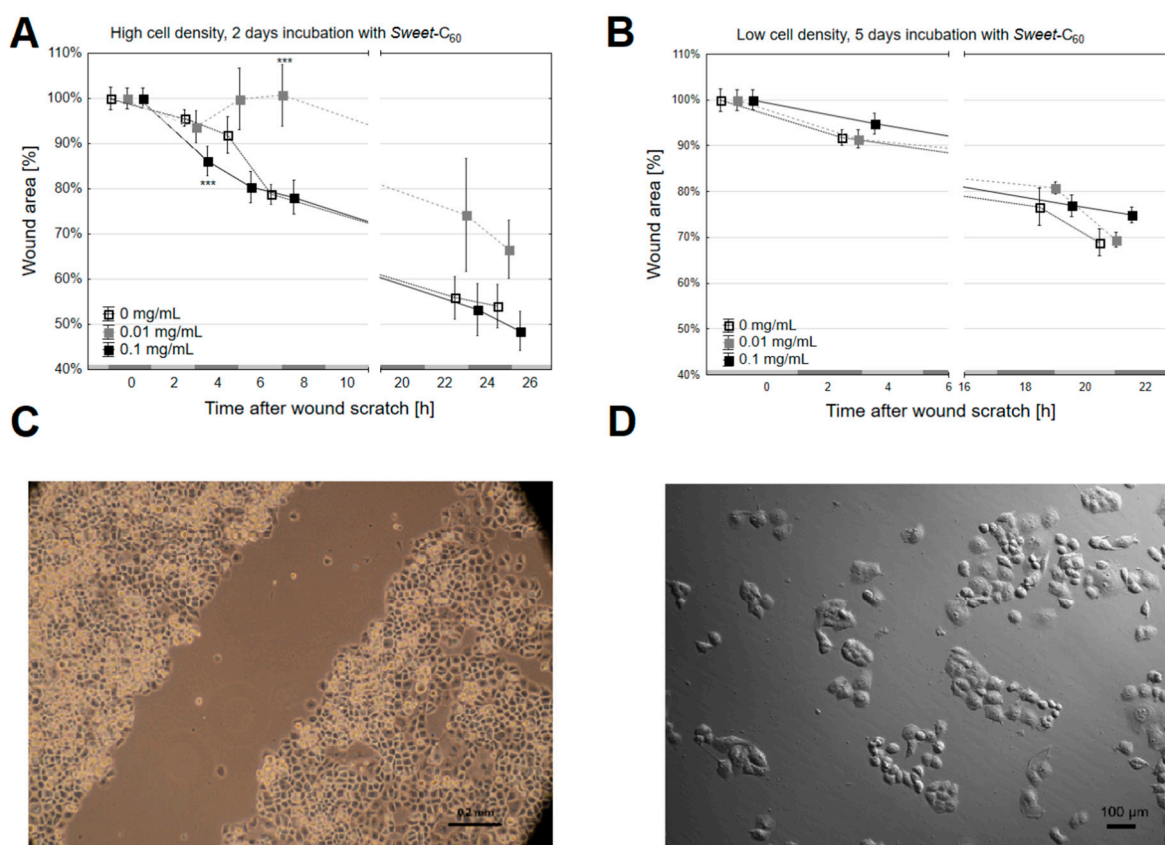 A
High cell density, 2 days incubation with Sweet-C60
110%
100%
90%
80%
70%
60%
50%
40%
Wound area [%]
***
***
0 mg/mL
0.01 mg/mL
0.1 mg/mL
0 2 4 6 10 20 24 26
Time after wound scratch [h]
B
Low cell density, 5 days incubation with Sweet-C60
110%
100%
90%
80%
70%
60%
50%
40%
Wound area [%]
0 mg/mL
0.01 mg/mL
0.1 mg/mL
0 3 6 16 18 20 22
Time after wound scratch [h]
C
0.2 mm
D
100 µm